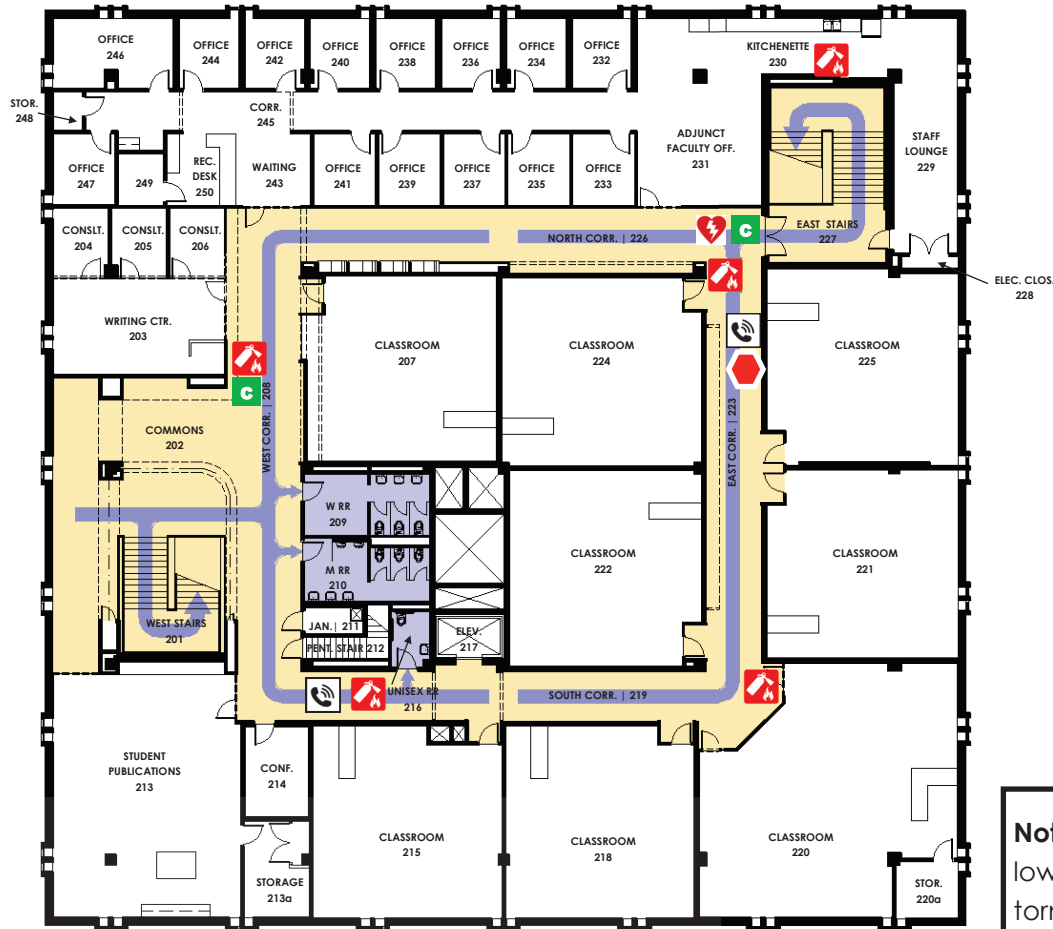 OFFICE
246
OFFICE
244
OFFICE
242
OFFICE
240
OFFICE
238
OFFICE
236
OFFICE
234
OFFICE
232
KITCHENETTE
230
STOR.
248
CORR.
245
ADJUNCT
FACULTY OFF.
231
STAFF
LOUNGE
229
OFFICE
247
249
REC.
DESK
250
WAITING
243
OFFICE
241
OFFICE
239
OFFICE
237
OFFICE
235
OFFICE
233
CONSLT.
204
CONSLT.
205
CONSLT.
206
NORTH CORR. | 226
C
EAST STAIRS
227
ELEC. CLOS.
228
WRITING CTR.
203
CLASSROOM
207
CLASSROOM
224
CLASSROOM
225
C
COMMONS
202
WEST CORR. | 208
EAST CORR. | 223
W RR
209
M RR
210
CLASSROOM
222
CLASSROOM
221
WEST STAIRS
201
JAN. | 211
PENT. STAIR 212
ELEV.
217
UNISEX RR
216
SOUTH CORR. | 219
STUDENT
PUBLICATIONS
213
CONF.
214
CLASSROOM
215
CLASSROOM
218
CLASSROOM
220
STORAGE
213a
STOR.
220a
Not
low
torn